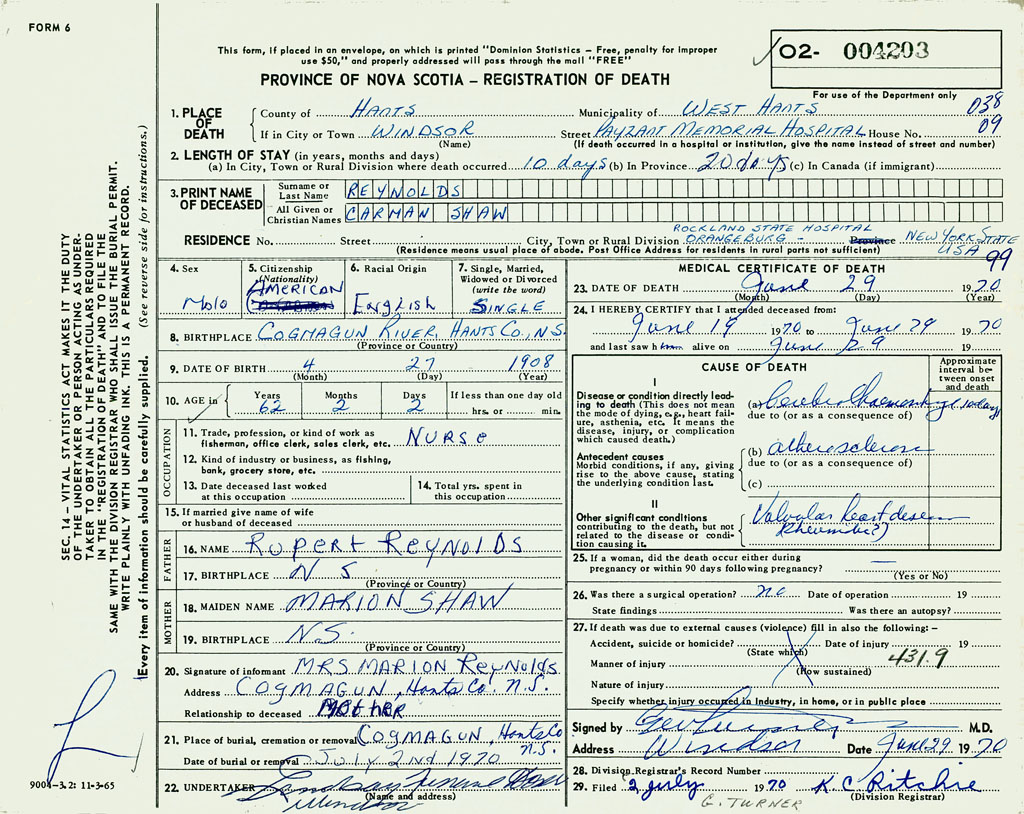 FORM 6
This form, if placed in an envelope, on which is printed "Dominion Statistics — Free, penalty for improper
use $50," and properly addressed will pass through the mail "FREE"
PROVINCE OF NOVA SCOTIA – REGISTRATION OF DEATH
02- 004203
For use of the Department only
038
09
1. PLACE OF DEATH
County of HANTS Municipality of WEST HANTS
If in City or Town WINDSOR Street PAYZANT MEMORIAL HOSPITAL House No.
(Name) (If death occurred in a hospital or institution, give the name instead of street and number)
2. LENGTH OF STAY (in years, months and days)
(a) In City, Town or Rural Division where death occurred 10 days (b) In Province 20 days (c) In Canada (if immigrant)
3. PRINT NAME OF DECEASED
Surname or Last Name REYNOLDS
All Given or Christian Names CARMAN SHAW
ROCKLAND STATE HOSPITAL
RESIDENCE No. Street City, Town or Rural Division ORANGEBURG - Province NEW YORK STATE
(Residence means usual place of abode. Post Office Address for residents in rural parts not sufficient) USA 99
4. Sex Male
5. Citizenship (Nationality) AMERICAN
6. Racial Origin English
7. Single, Married, Widowed or Divorced (write the word) SINGLE
8. BIRTHPLACE COGMAGUN RIVER, HANTS CO., N.S.
(Province or Country)
9. DATE OF BIRTH 4 27 1908
(Month) (Day) (Year)
10. AGE in Years 62 Months 2 Days 2 If less than one day hrs. or min.
OCCUPATION
11. Trade, profession, or kind of work as fisherman, office clerk, sales clerk, etc. NURSE
12. Kind of industry or business, as fishing, bank, grocery store, etc.
13. Date deceased last worked at this occupation
14. Total yrs. spent in this occupation
15. If married give name of wife or husband of deceased
FATHER
16. NAME RUPERT REYNOLDS
17. BIRTHPLACE N S
(Province or Country)
MOTHER
18. MAIDEN NAME MARION SHAW
19. BIRTHPLACE N.S.
(Province or Country)
20. Signature of informant MRS MARION Reynolds
Address COGMAGUN, Hants Co. N.S.
Relationship to deceased MOTHER
21. Place of burial, cremation or removal COGMAGUN, Hants Co N.S.
Date of burial or removal JULY 2nd 1970
22. UNDERTAKER Lindsay Funeral Home
Windsor
(Name and address)
MEDICAL CERTIFICATE OF DEATH
23. DATE OF DEATH June 29 1970
(Month) (Day) (Year)
24. I HEREBY CERTIFY that I attended deceased from:
June 19 1970 to June 29 1970
and last saw him alive on June 29 19
CAUSE OF DEATH
Approximate interval between onset and death
I
Disease or condition directly leading to death (This does not mean the mode of dying, e.g., heart failure, asthenia, etc. It means the disease, injury, or complication which caused death.)
(a) Cerebral Haemorrhage 10 days
due to (or as a consequence of)
Antecedent causes
Morbid conditions, if any, giving rise to the above cause, stating the underlying condition last.
(b) atherosclerosis
due to (or as a consequence of)
(c)
II
Other significant conditions contributing to the death, but not related to the disease or condition causing it.
Valvular heart disease
(Rheumatic?)
25. If a woman, did the death occur either during
pregnancy or within 90 days following pregnancy? —
(Yes or No)
26. Was there a surgical operation? no Date of operation 19
State findings Was there an autopsy?
27. If death was due to external causes (violence) fill in also the following: —
Accident, suicide or homicide? Date of injury 19
(State which)
Manner of injury 431.9
(How sustained)
Nature of injury
Specify whether injury occurred in Industry, in home, or in public place
Signed by M.D.
Address Windsor Date June 29 1970
28. Division Registrar's Record Number
29. Filed 2 July 1970 K C Ritchie
(Division Registrar)
G. TURNER
SEC. 14 – VITAL STATISTICS ACT MAKES IT THE DUTY
OF THE UNDERTAKER OR PERSON ACTING AS UNDER-
TAKER TO OBTAIN ALL THE PARTICULARS REQUIRED
IN THE "REGISTRATION OF DEATH" AND TO FILE THE
SAME WITH THE DIVISION REGISTRAR WHO SHALL ISSUE THE BURIAL PERMIT.
WRITE PLAINLY WITH UNFADING INK. THIS IS A PERMANENT RECORD.
Every item of information should be carefully supplied. (See reverse side for instructions.)
9004-3.2: 11-3-65